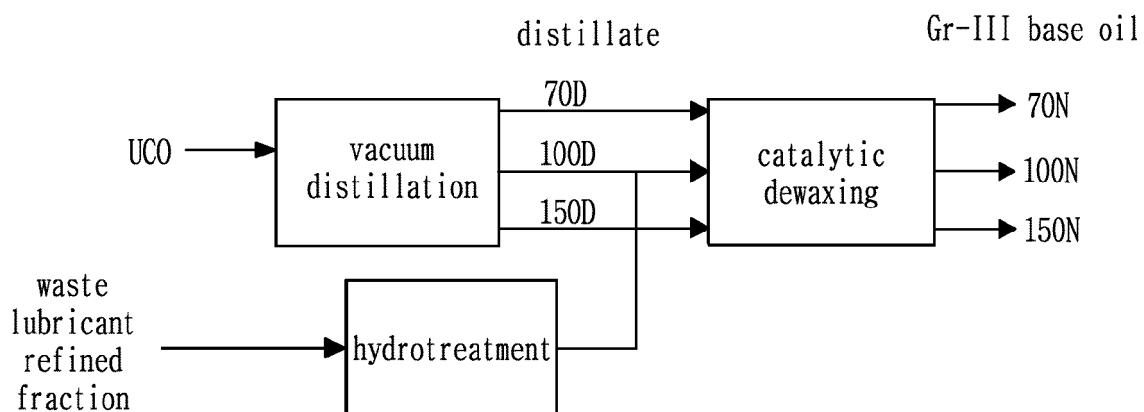 distillate
Gr-III base oil
UCO
vacuum
distillation
70D
100D
150D
catalytic
dewaxing
70N
100N
150N
waste
lubricant
refined
fraction
hydrotreatment